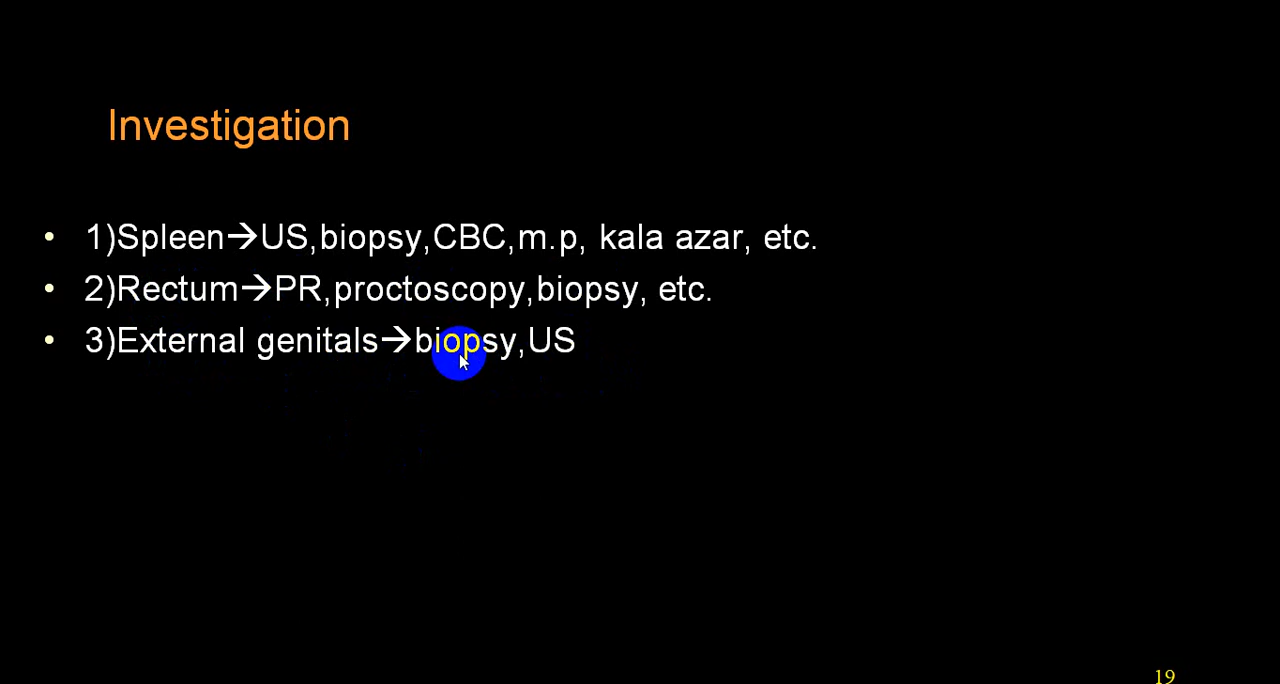 Investigation
• 1)Spleen→US,biopsy,CBC,m.p, kala azar, etc.
• 2)Rectum→PR,proctoscopy,biopsy, etc.
• 3)External genitals→biopsy,US
19